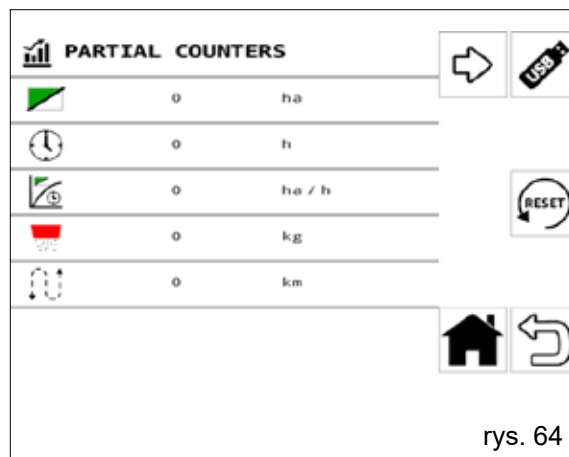 PARTIAL COUNTERS
USB
0 ha
0 h
0 ha / h
RESET
0 kg
0 km
rys. 64